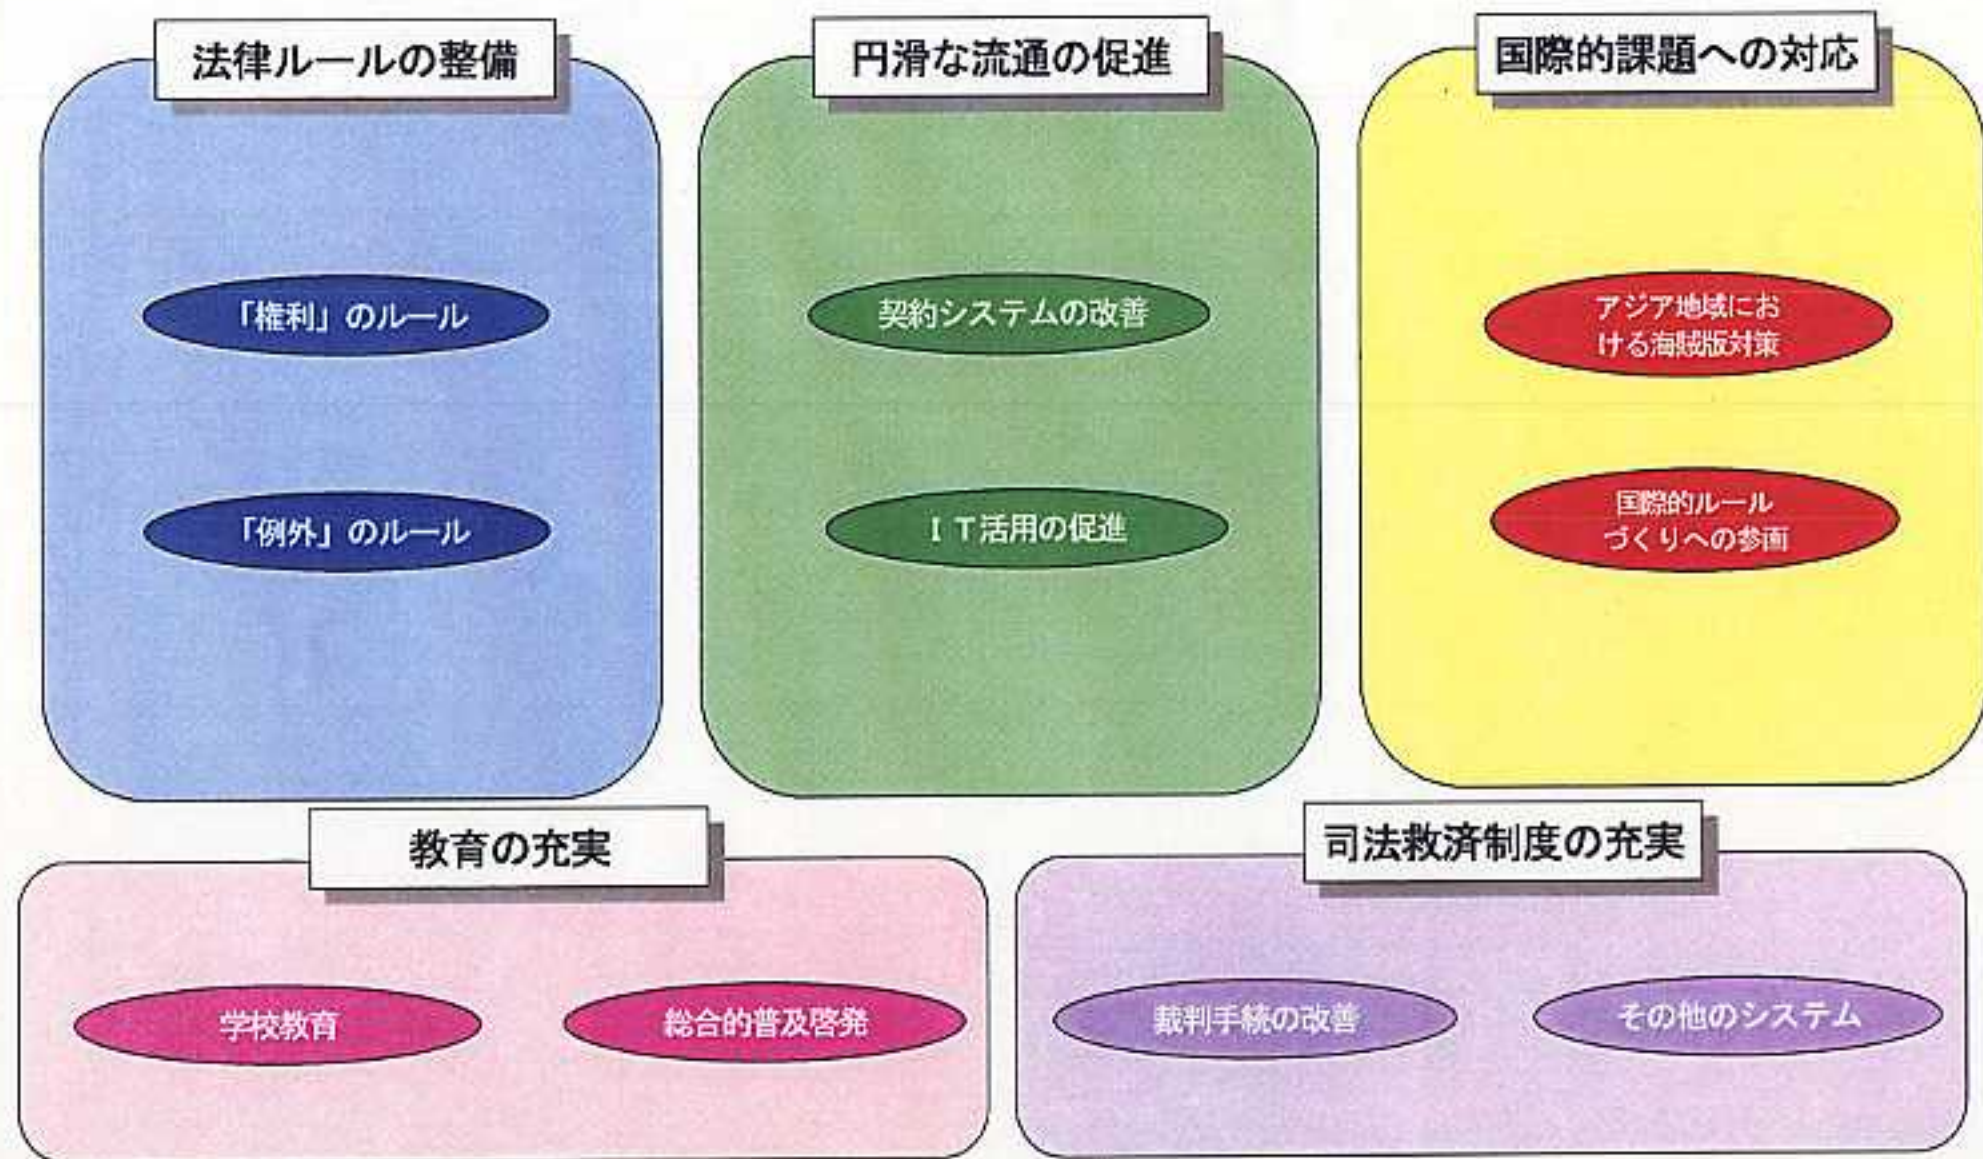 法律ルールの整備
「権利」のルール
「例外」のルール
円滑な流通の促進
契約システムの改善
ＩＴ活用の促進
国際的課題への対応
アジア地域にお
ける海賊版対策
国際的ルール
づくりへの参画
教育の充実
学校教育
総合的普及啓発
司法救済制度の充実
裁判手続の改善
その他のシステム